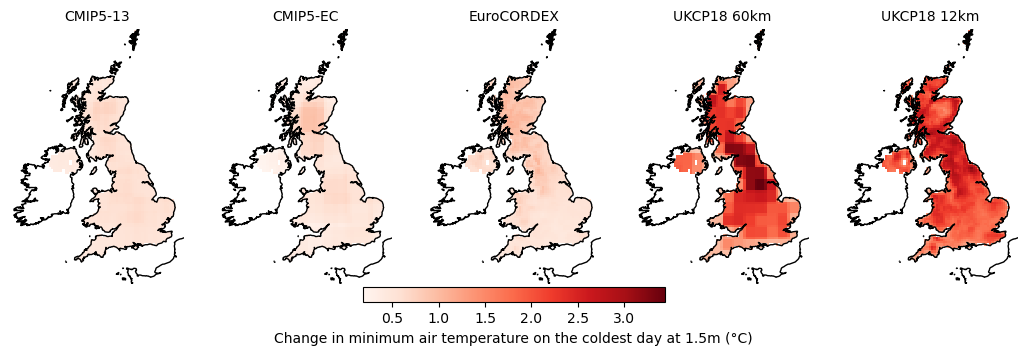 CMIP5-13 CMIP5-EC EuroCORDEX UKCP18 60km UKCP18 12km
0.5 1.0 1.5 2.0 2.5 3.0
Change in minimum air temperature on the coldest day at 1.5m (°C)